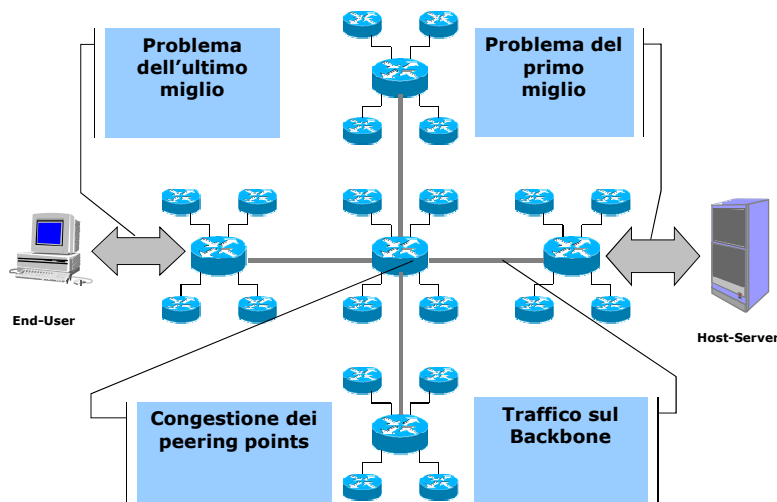 Problema
dell'ultimo
miglio
Problema del
primo
miglio
End-User
Host-Server
Congestione dei
peering points
Traffico sul
Backbone